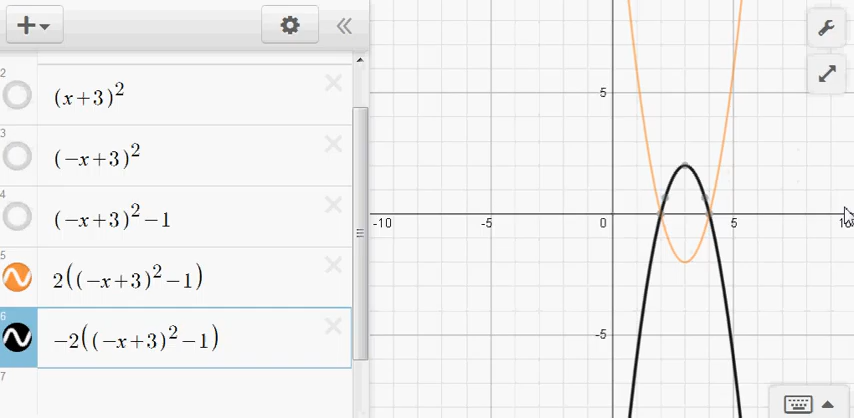 2
(x+3)²
3
(−x+3)²
4
(−x+3)²−1
5
2((−x+3)²−1)
6
−2((−x+3)²−1)
7
5
-10 -5 0 5 10
-5